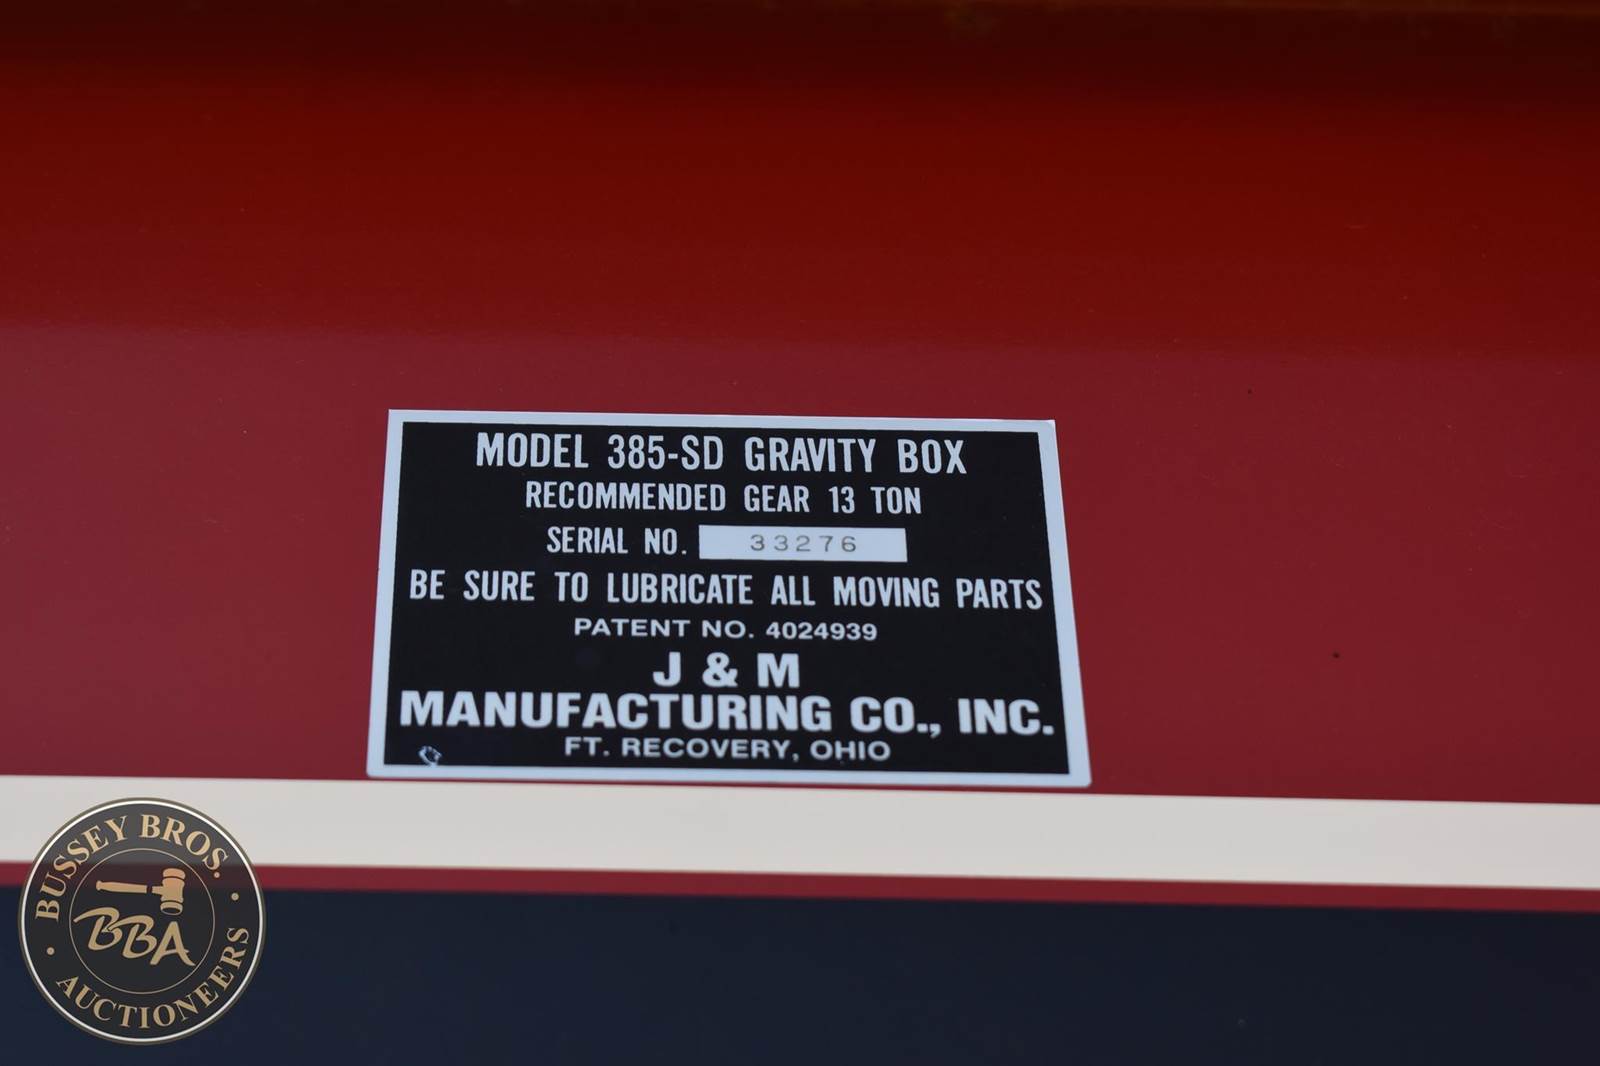 MODEL 385-SD GRAVITY BOX
RECOMMENDED GEAR 13 TON
SERIAL NO. 33276
BE SURE TO LUBRICATE ALL MOVING PARTS
PATENT NO. 4024939
J & M
MANUFACTURING CO., INC.
FT. RECOVERY, OHIO
BUSSEY BROS.
BBA
AUCTIONEERS